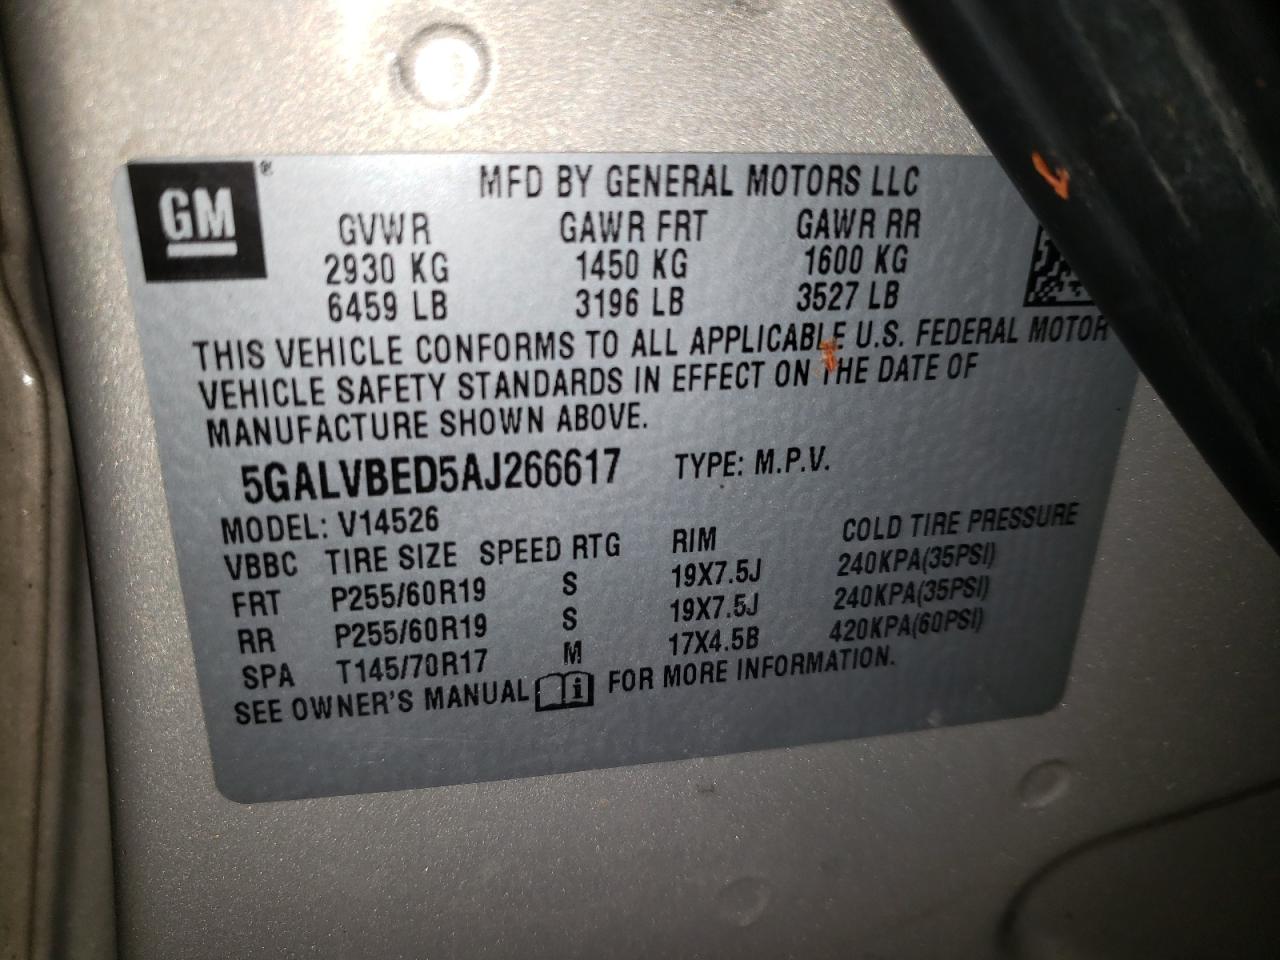 GM ®
MFD BY GENERAL MOTORS LLC
GVWR GAWR FRT GAWR RR
2930 KG 1450 KG 1600 KG
6459 LB 3196 LB 3527 LB
THIS VEHICLE CONFORMS TO ALL APPLICABLE U.S. FEDERAL MOTOR
VEHICLE SAFETY STANDARDS IN EFFECT ON THE DATE OF
MANUFACTURE SHOWN ABOVE.
5GALVBED5AJ266617 TYPE: M.P.V.
MODEL: V14526
VBBC TIRE SIZE SPEED RTG RIM COLD TIRE PRESSURE
FRT P255/60R19 S 19X7.5J 240KPA(35PSI)
RR P255/60R19 S 19X7.5J 240KPA(35PSI)
SPA T145/70R17 M 17X4.5B 420KPA(60PSI)
SEE OWNER'S MANUAL i FOR MORE INFORMATION.